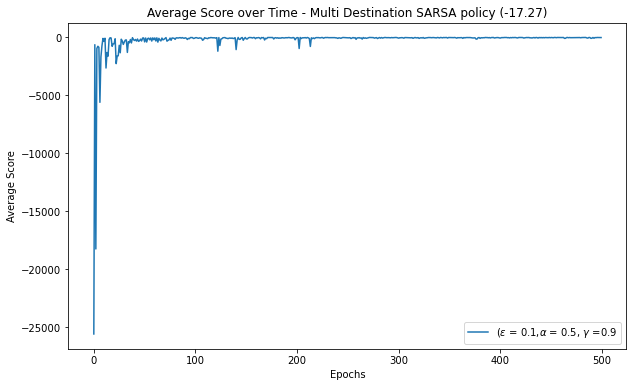 Average Score over Time - Multi Destination SARSA policy (-17.27)
0
−5000
−10000
−15000
−20000
−25000
Average Score
(ε = 0.1,α = 0.5, γ =0.9
0 100 200 300 400 500
Epochs